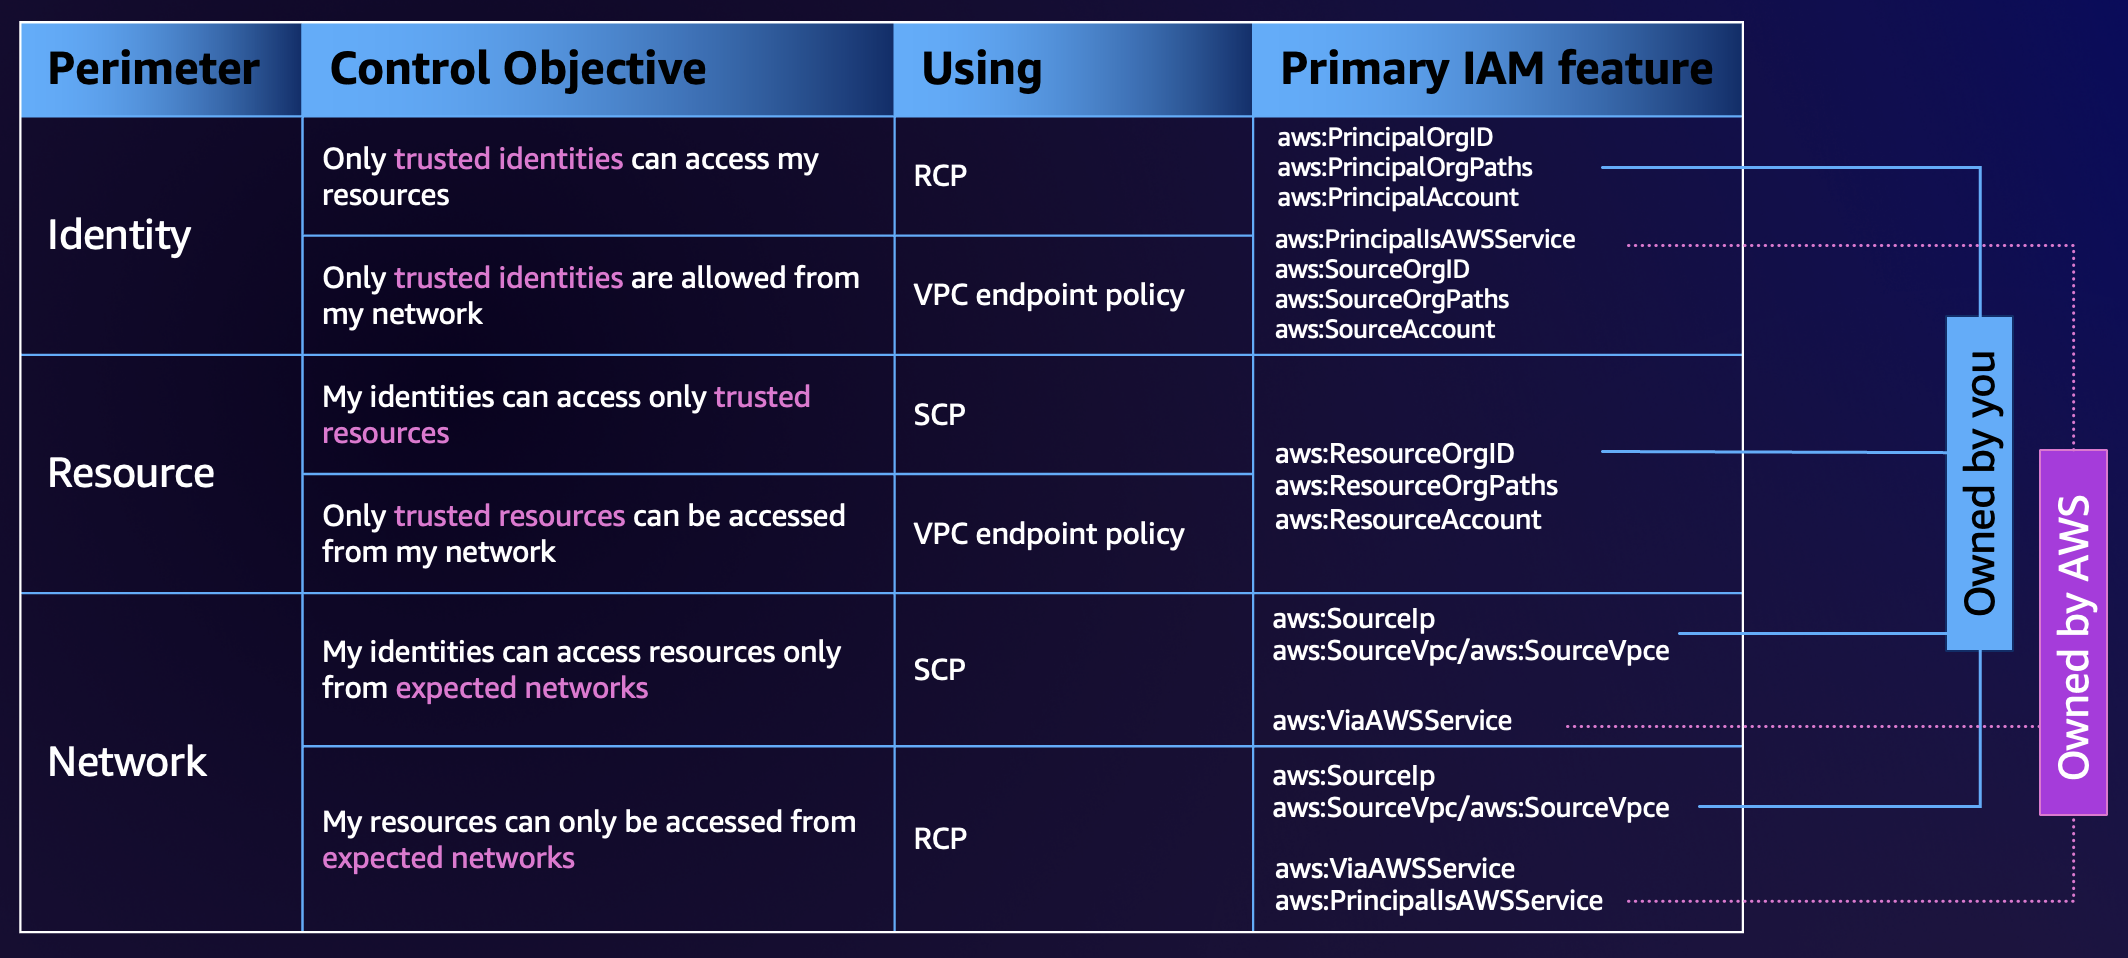 Perimeter
Control Objective
Using
Primary IAM feature
Identity
Only trusted identities can access my
resources
RCP
aws:PrincipalOrgID
aws:PrincipalOrgPaths
aws:PrincipalAccount
Only trusted identities are allowed from
my network
VPC endpoint policy
aws:PrincipalIsAWSService
aws:SourceOrgID
aws:SourceOrgPaths
aws:SourceAccount
Resource
My identities can access only trusted
resources
SCP
Only trusted resources can be accessed
from my network
VPC endpoint policy
aws:ResourceOrgID
aws:ResourceOrgPaths
aws:ResourceAccount
Network
My identities can access resources only
from expected networks
SCP
aws:SourceIp
aws:SourceVpc/aws:SourceVpce
aws:ViaAWSService
My resources can only be accessed from
expected networks
RCP
aws:SourceIp
aws:SourceVpc/aws:SourceVpce
aws:ViaAWSService
aws:PrincipalIsAWSService
Owned by you
Owned by AWS